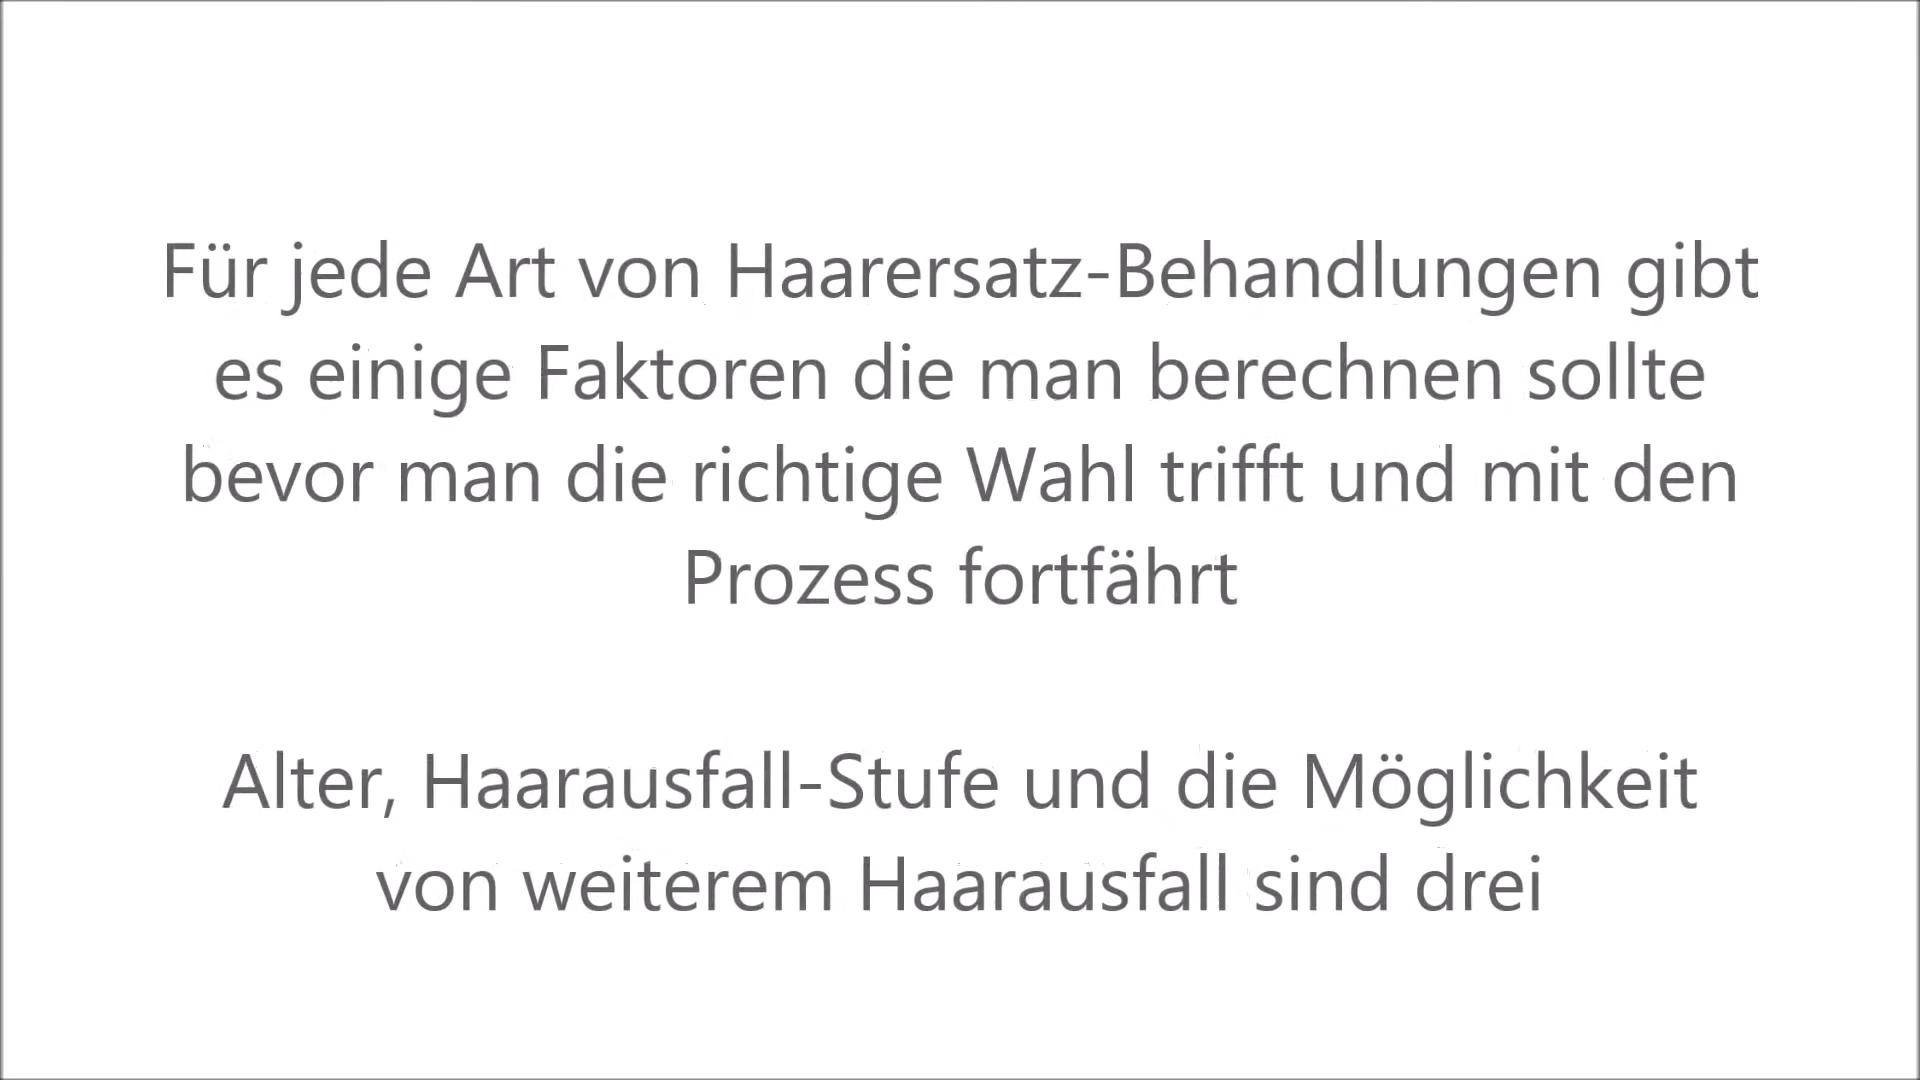 Für jede Art von Haarersatz-Behandlungen gibt
es einige Faktoren die man berechnen sollte
bevor man die richtige Wahl trifft und mit den
Prozess fortfährt
Alter, Haarausfall-Stufe und die Möglichkeit
von weiterem Haarausfall sind drei